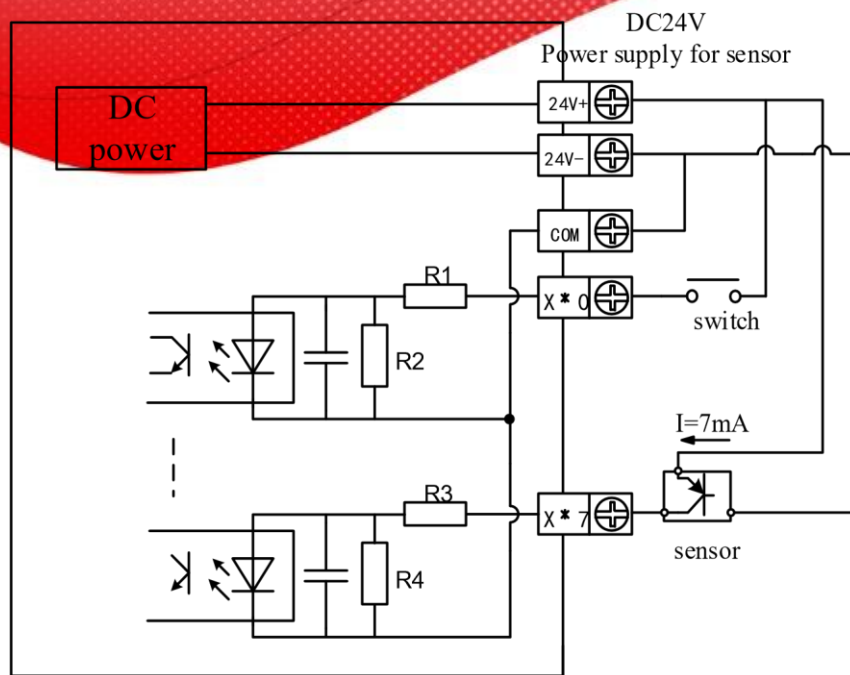 DC24V
Power supply for sensor
DC
power
24V+
24V-
COM
R1
X*0
switch
R2
I=7mA
R3
X*7
R4
sensor